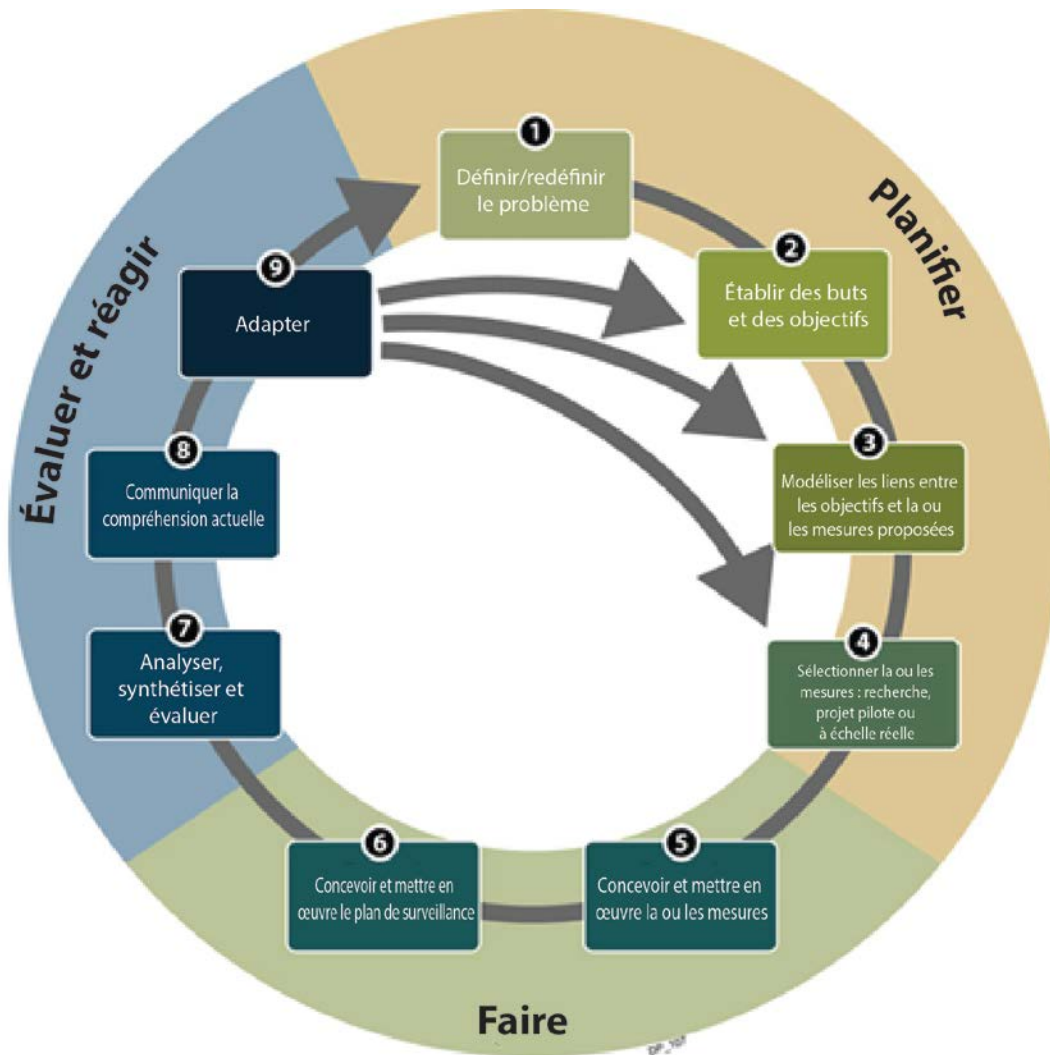 Planifier
1
Définir/redéfinir
le problème
2
Établir des buts
et des objectifs
3
Modéliser les liens entre
les objectifs et la ou
les mesures proposées
4
Sélectionner la ou les
mesures : recherche,
projet pilote ou
à échelle réelle
Faire
5
Concevoir et mettre en
œuvre la ou les mesures
6
Concevoir et mettre en
œuvre le plan de surveillance
Évaluer et réagir
7
Analyser,
synthétiser et
évaluer
8
Communiquer la
compréhension actuelle
9
Adapter